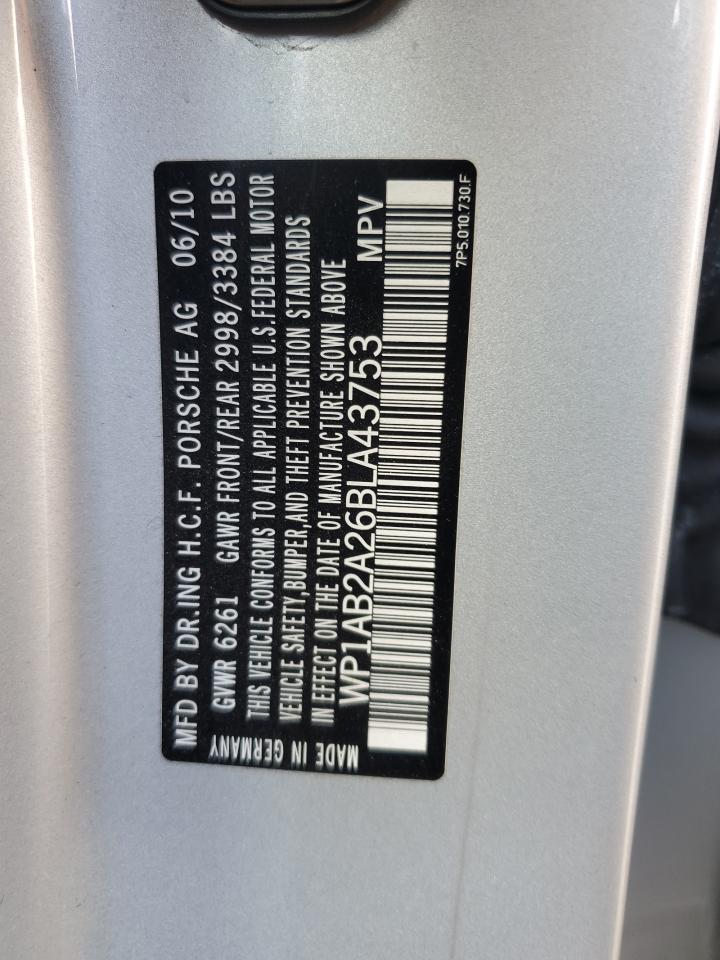 MFD BY DR.ING H.C.F. PORSCHE AG 06/10
GVWR 6261 GAWR FRONT/REAR 2998/3384 LBS
THIS VEHICLE CONFORMS TO ALL APPLICABLE U.S.FEDERAL MOTOR
VEHICLE SAFETY,BUMPER,AND THEFT PREVENTION STANDARDS
IN EFFECT ON THE DATE OF MANUFACTURE SHOWN ABOVE
WP1AB2A26BLA43753 MPV
MADE IN GERMANY
7P5.010.730.F